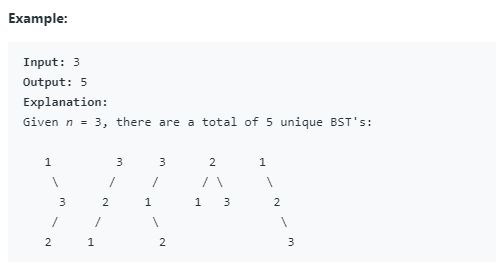 Example:
Input: 3
Output: 5
Explanation:
Given n = 3, there are a total of 5 unique BST's:
   1         3     3      2      1
    \       /     /      / \      \
     3     2     1      1   3      2
    /     /       \                 \
   2     1         2                 3